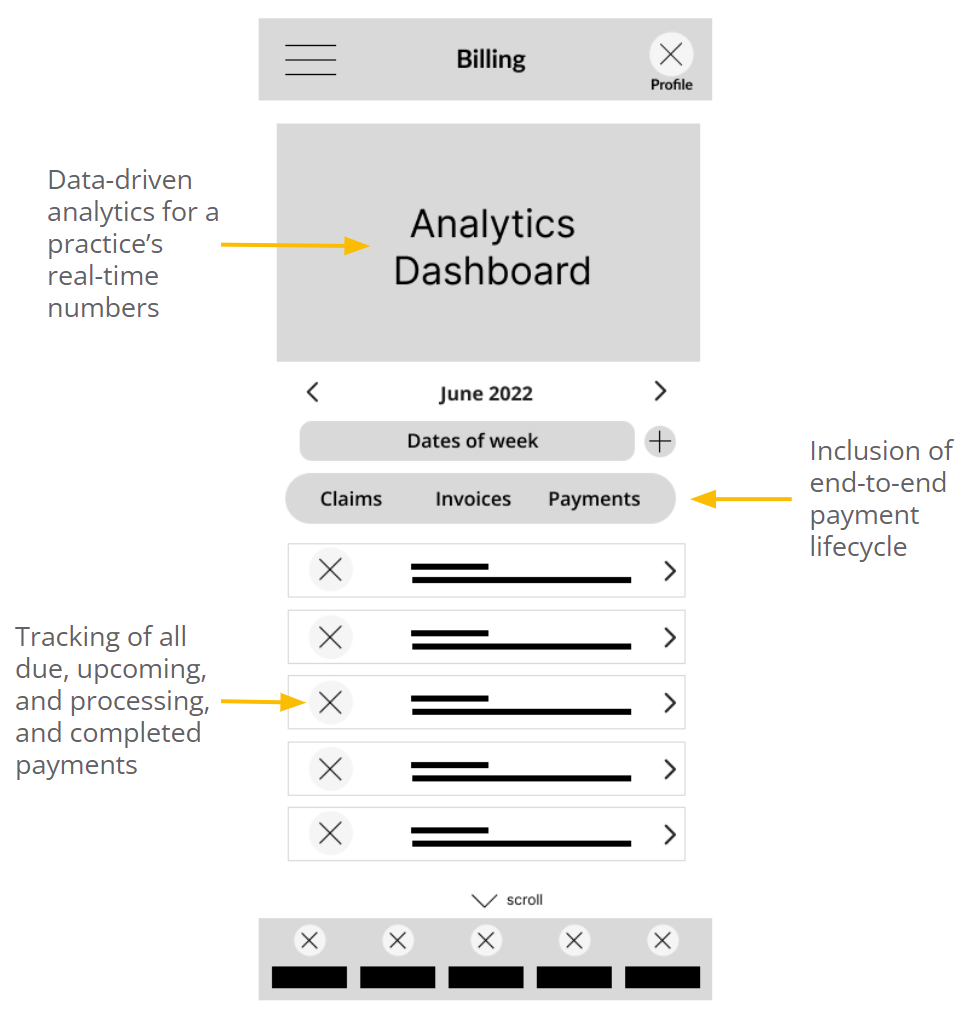 Billing
Profile
Data-driven
analytics for a
practice’s
real-time
numbers
Analytics
Dashboard
June 2022
Dates of week
Claims Invoices Payments
Inclusion of
end-to-end
payment
lifecycle
Tracking of all
due, upcoming,
and processing,
and completed
payments
scroll